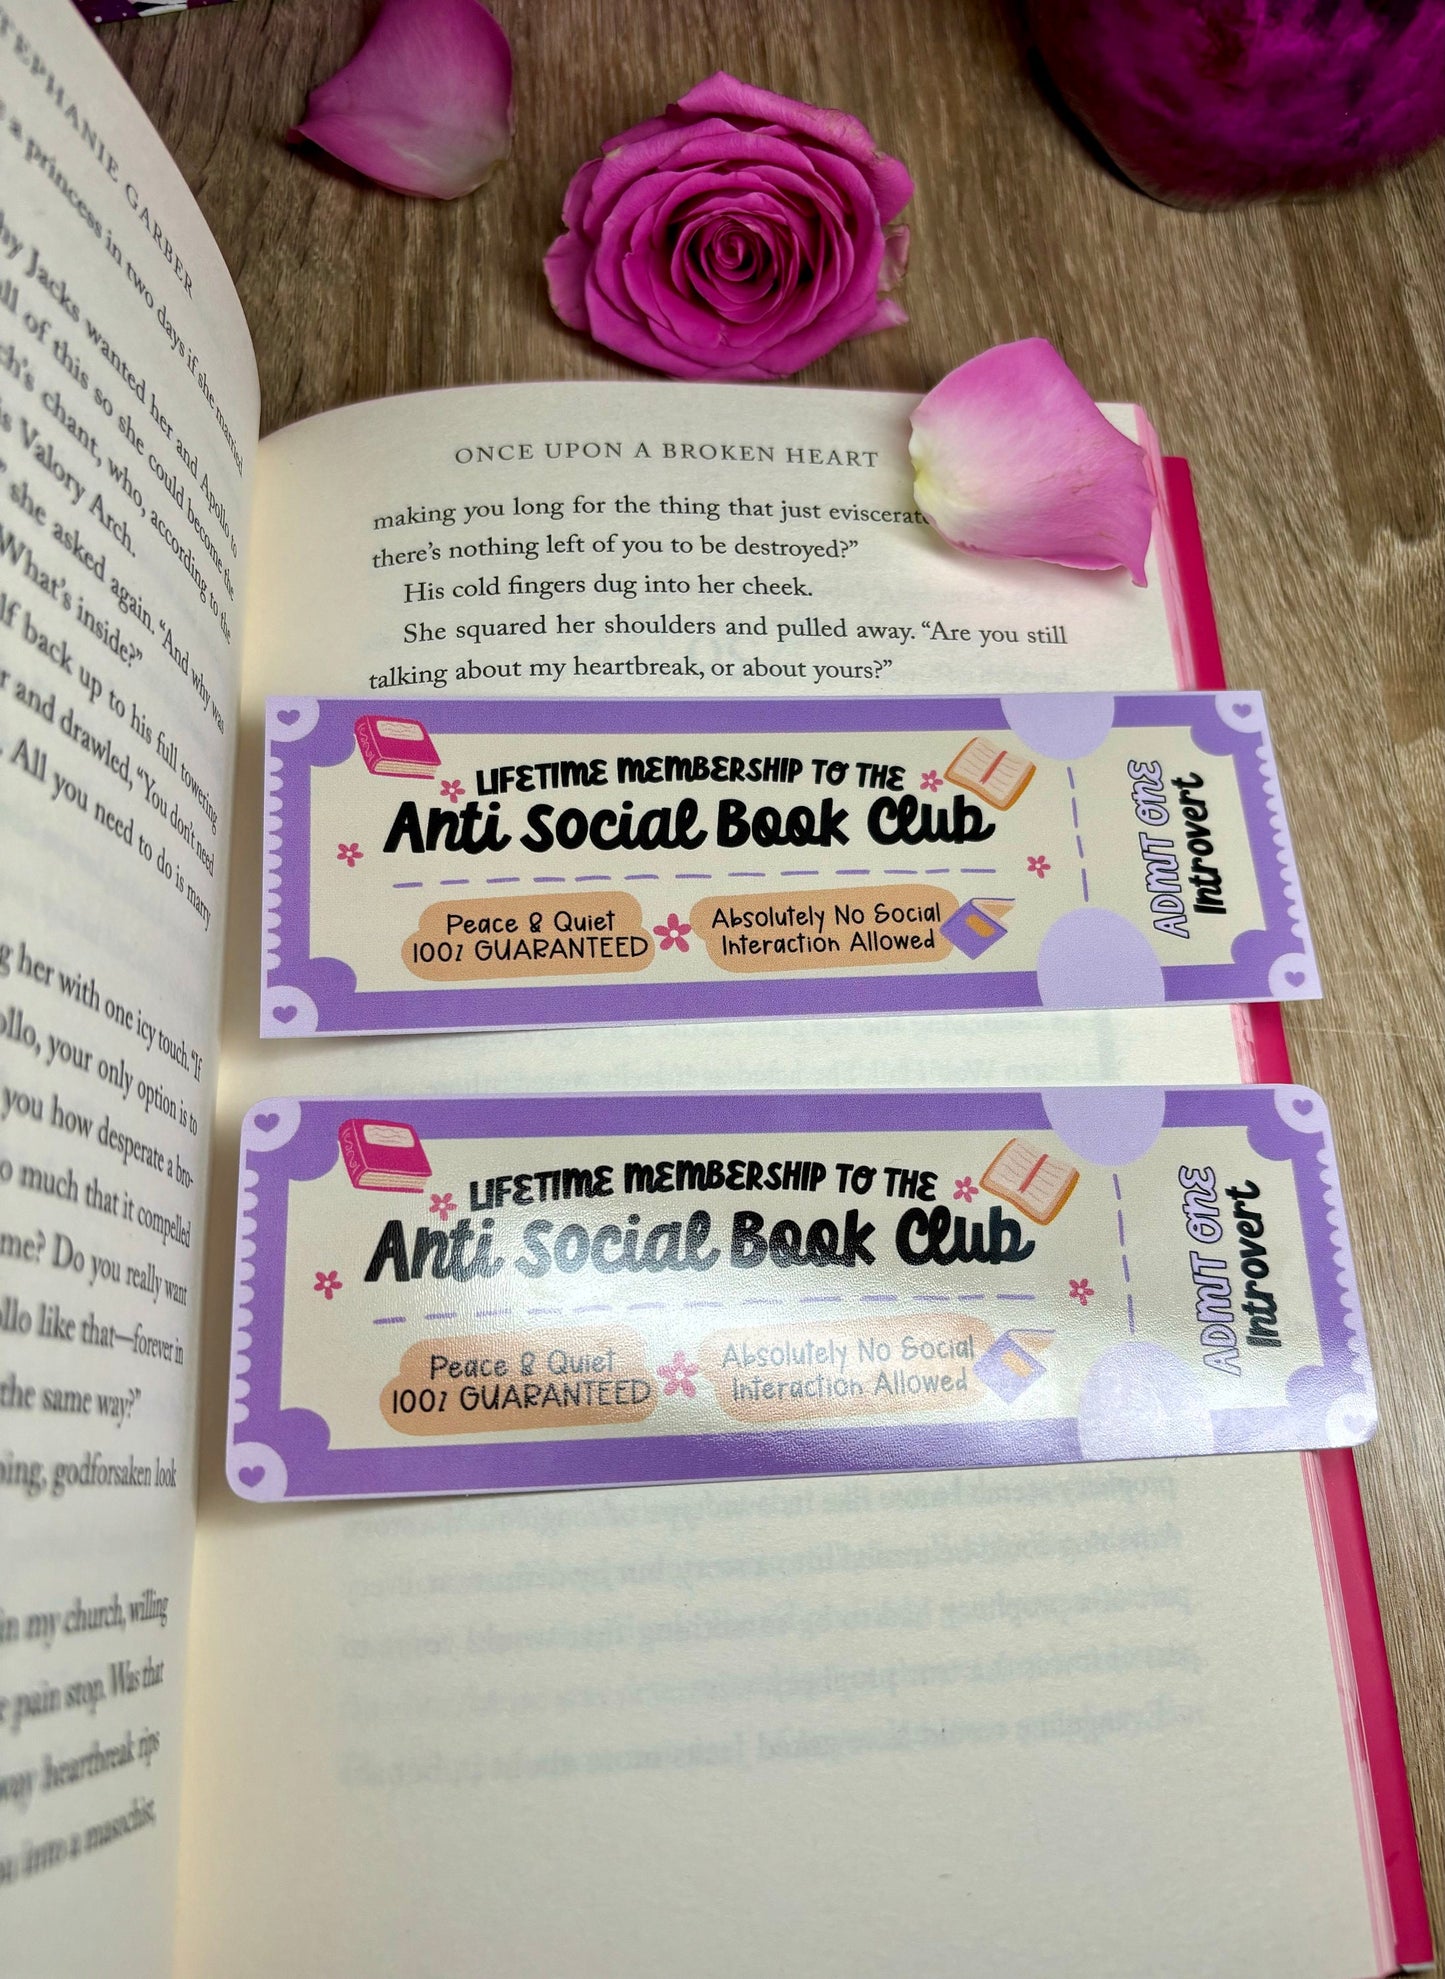 STEPHANIE GARBER
a princess in two days if she married
why Jacks wanted her and Apollo to
all of this so she could become the
chant, who, according to the
Valory Arch.
she asked again. “And why was
What’s inside?”
back up to his full towering
and drawled, “You don’t need
All you need to do is marry
her with one icy touch. “If
your only option is to
you how desperate a bro-
so much that it compelled
me? Do you really want
like that—forever in
the same way?”
godforsaken look
in my church, willing
pain stop. Was that
heartbreak rips
into a masochist
ONCE UPON A BROKEN HEART
making you long for the thing that just
there’s nothing left of you to be destroyed?”
His cold fingers dug into her cheek.
She squared her shoulders and pulled away. “Are you still
talking about my heartbreak, or about yours?”
LIFETIME MEMBERSHIP TO THE
Anti Social Book Club
Peace & Quiet
100% GUARANTEED
Absolutely No Social
Interaction Allowed
ADMIT ONE
Introvert
LIFETIME MEMBERSHIP TO THE
Anti Social Book Club
Peace & Quiet
100% GUARANTEED
Absolutely No Social
Interaction Allowed
ADMIT ONE
Introvert